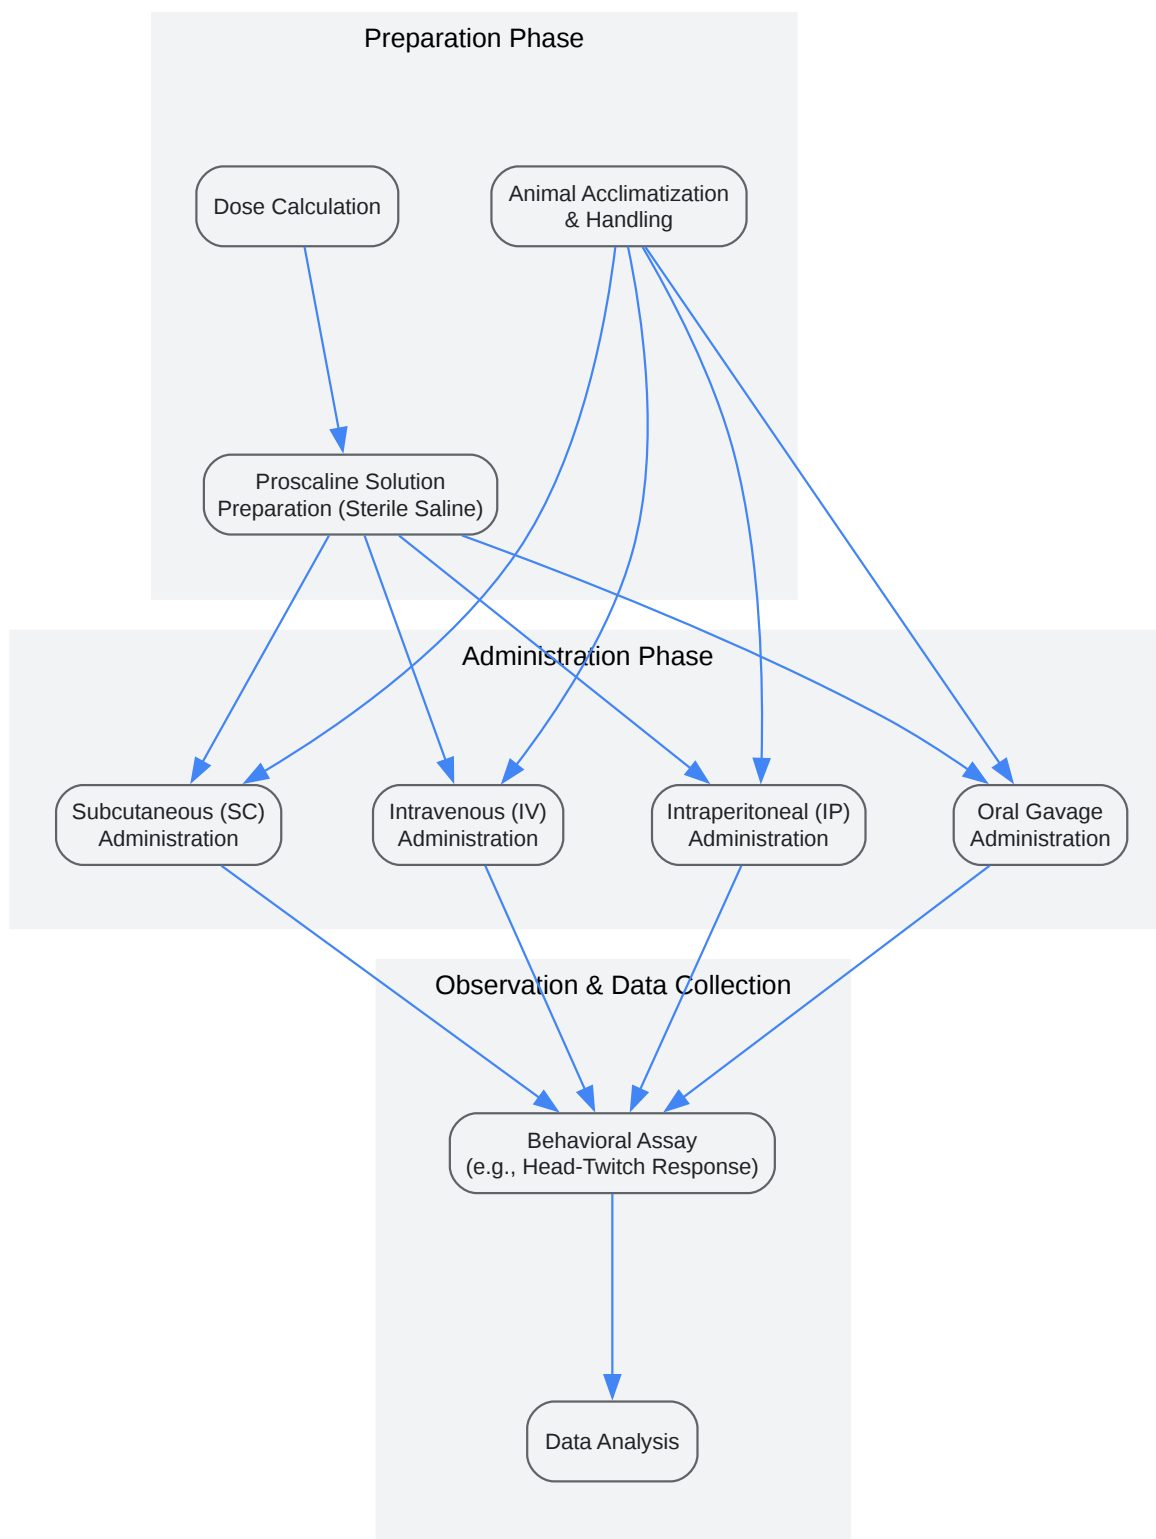 Preparation Phase
Dose Calculation
Animal Acclimatization
& Handling
Proscaline Solution
Preparation (Sterile Saline)
Administration Phase
Subcutaneous (SC)
Administration
Intravenous (IV)
Administration
Intraperitoneal (IP)
Administration
Oral Gavage
Administration
Observation & Data Collection
Behavioral Assay
(e.g., Head-Twitch Response)
Data Analysis